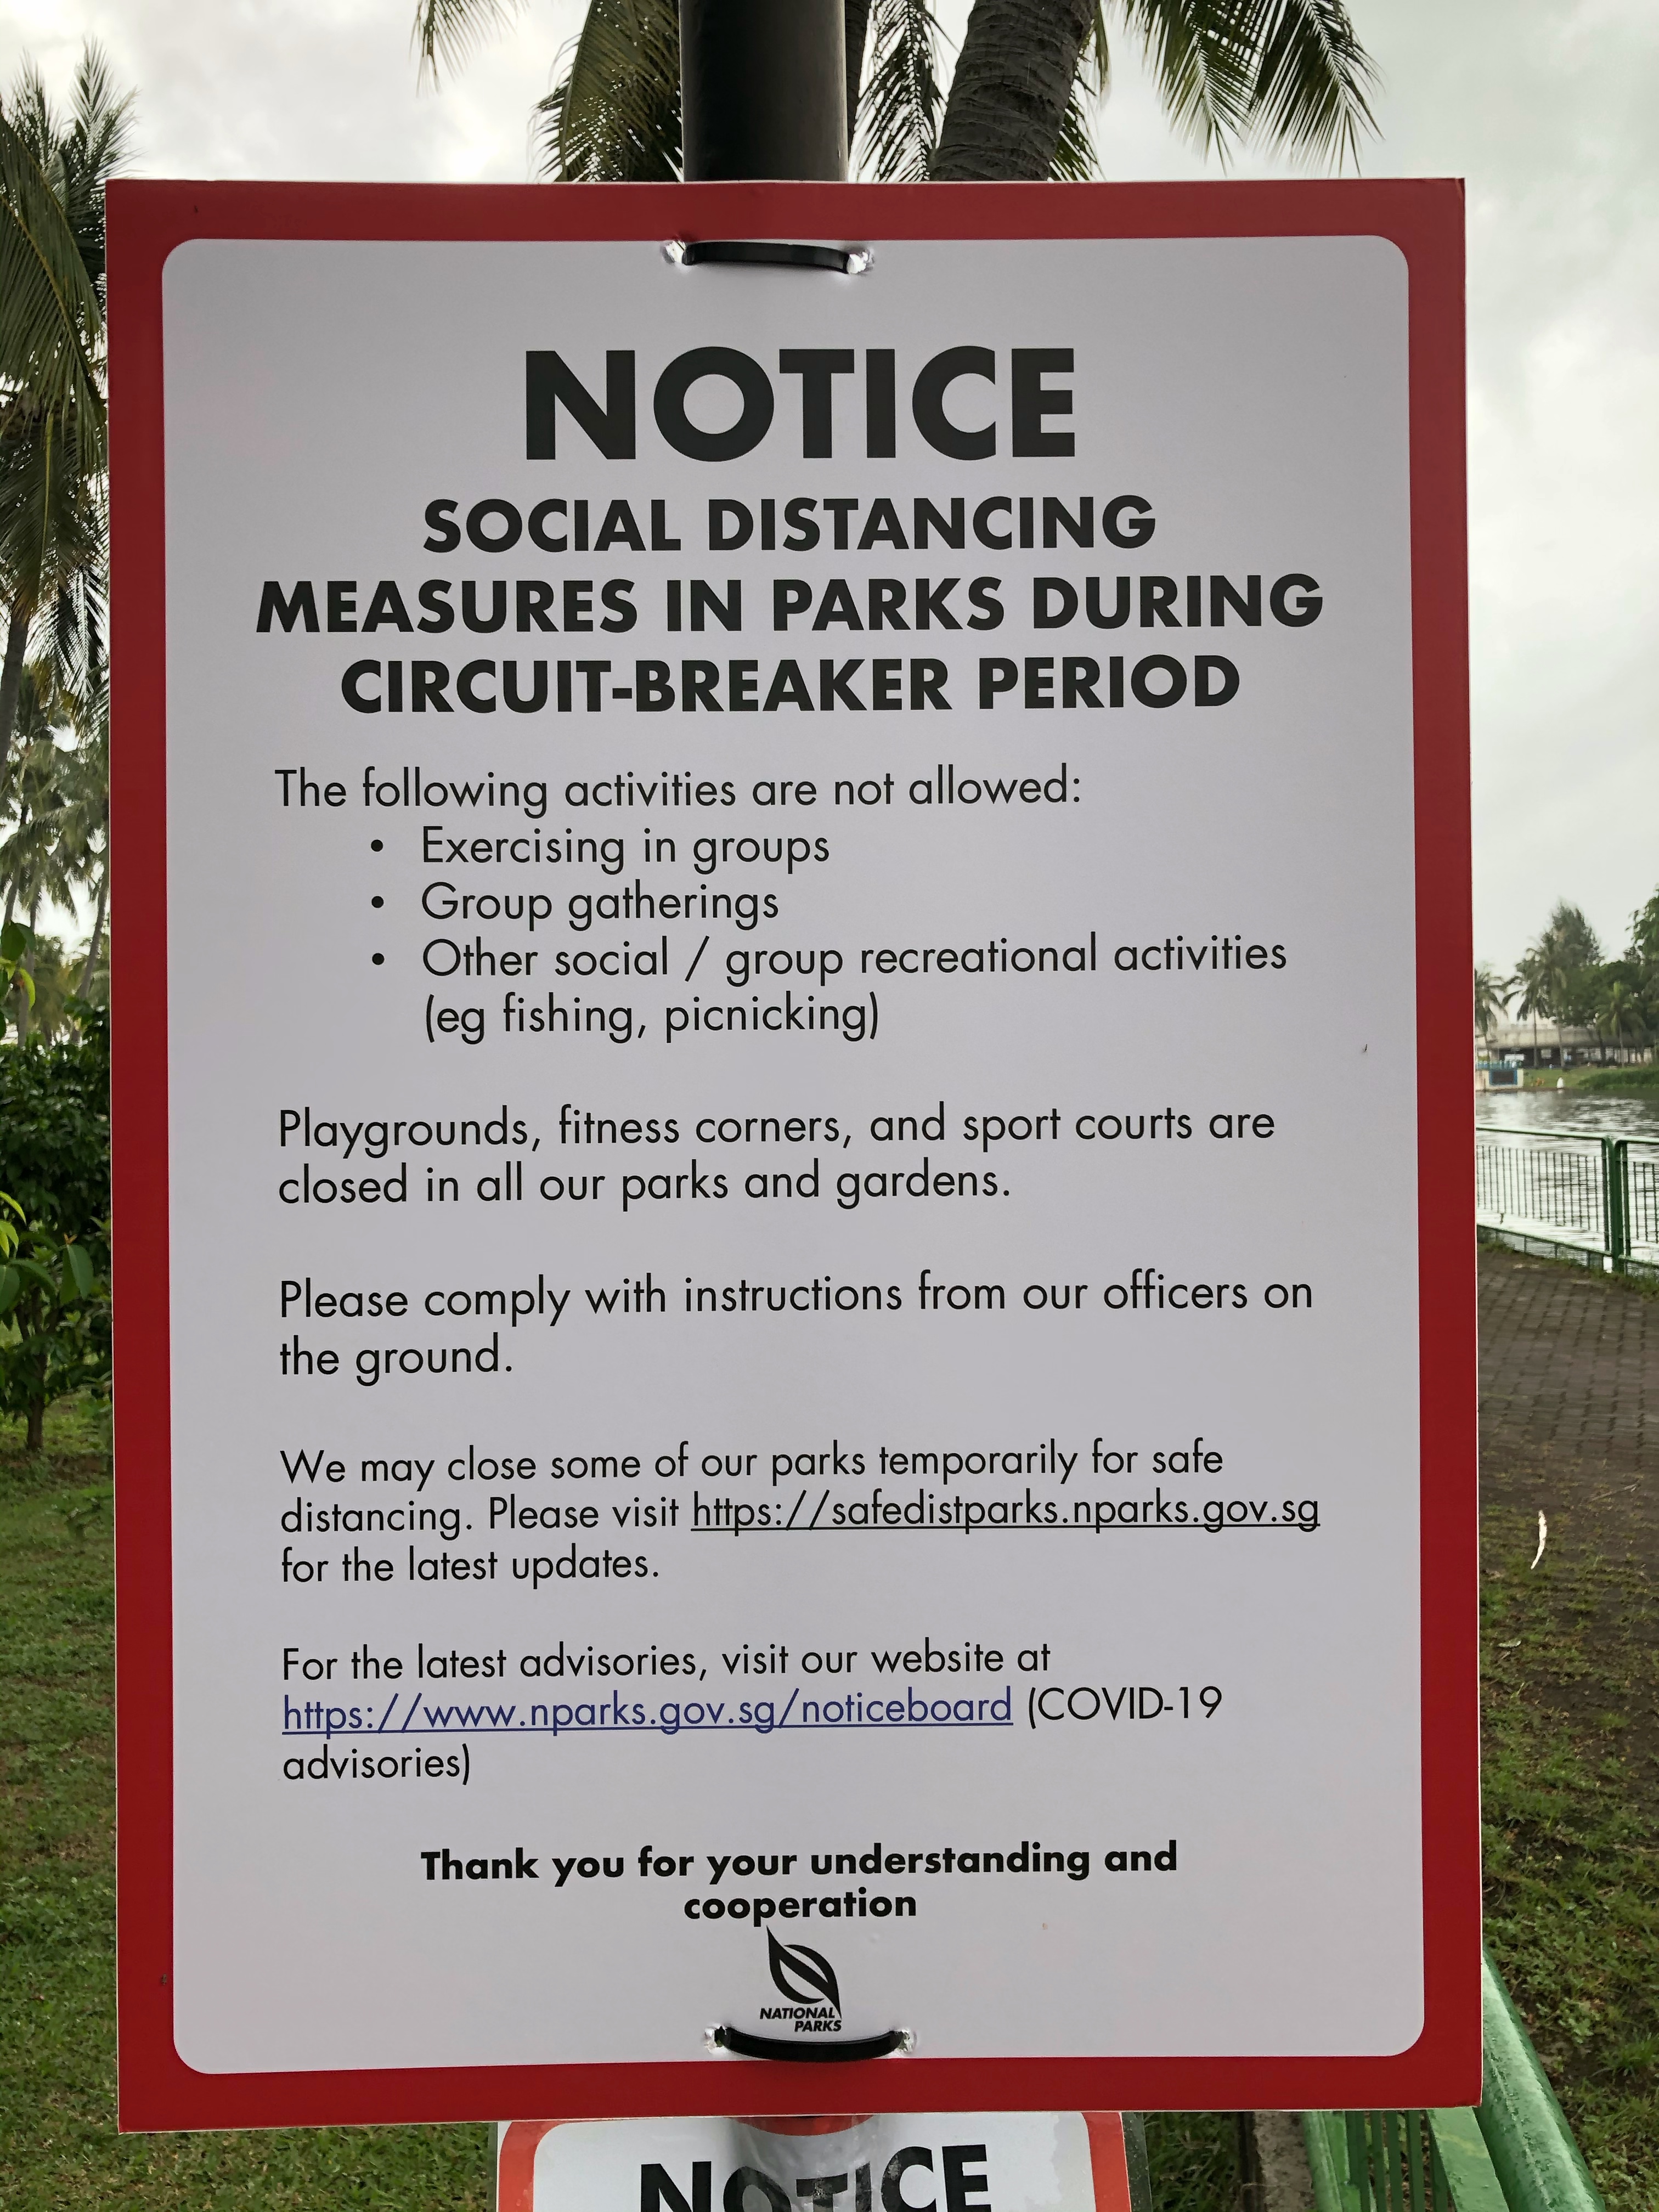 NOTICE
SOCIAL DISTANCING
MEASURES IN PARKS DURING
CIRCUIT-BREAKER PERIOD
The following activities are not allowed:
• Exercising in groups
• Group gatherings
• Other social / group recreational activities
(eg fishing, picnicking)
Playgrounds, fitness corners, and sport courts are
closed in all our parks and gardens.
Please comply with instructions from our officers on
the ground.
We may close some of our parks temporarily for safe
distancing. Please visit https://safedistparks.nparks.gov.sg
for the latest updates.
For the latest advisories, visit our website at
https://www.nparks.gov.sg/noticeboard (COVID-19
advisories)
Thank you for your understanding and
cooperation
NATIONAL
PARKS
NOTICE